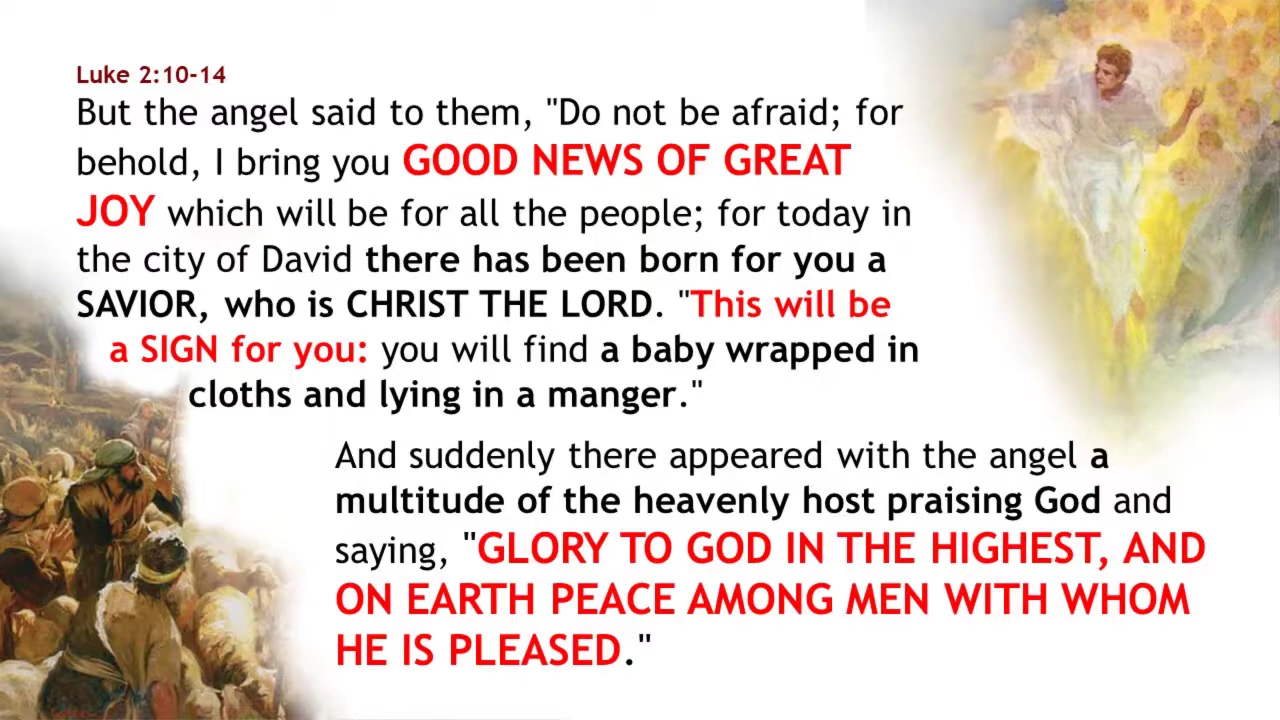 Luke 2:10-14
But the angel said to them, "Do not be afraid; for
behold, I bring you GOOD NEWS OF GREAT
JOY which will be for all the people; for today in
the city of David there has been born for you a
SAVIOR, who is CHRIST THE LORD. "This will be
a SIGN for you: you will find a baby wrapped in
cloths and lying in a manger."
And suddenly there appeared with the angel a
multitude of the heavenly host praising God and
saying, "GLORY TO GOD IN THE HIGHEST, AND
ON EARTH PEACE AMONG MEN WITH WHOM
HE IS PLEASED."